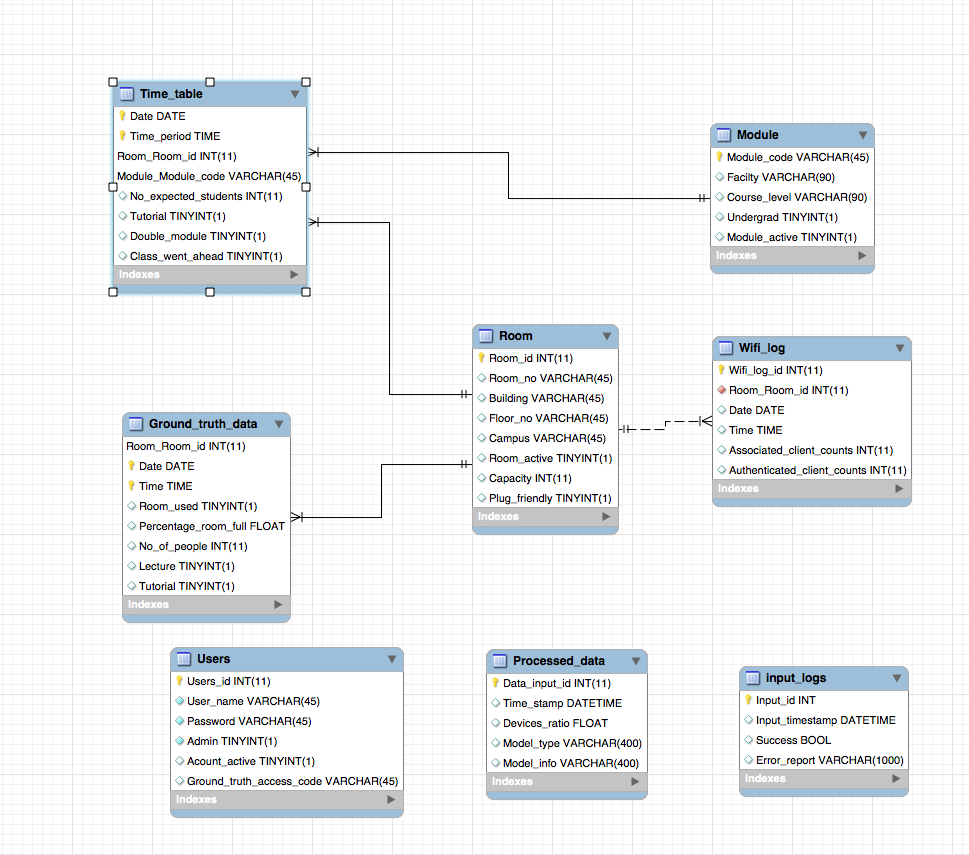 Time_table
Date DATE
Time_period TIME
Room_Room_id INT(11)
Module_Module_code VARCHAR(45)
No_expected_students INT(11)
Tutorial TINYINT(1)
Double_module TINYINT(1)
Class_went_ahead TINYINT(1)
Indexes
Module
Module_code VARCHAR(45)
Facilty VARCHAR(90)
Course_level VARCHAR(90)
Undergrad TINYINT(1)
Module_active TINYINT(1)
Indexes
Room
Room_id INT(11)
Room_no VARCHAR(45)
Building VARCHAR(45)
Floor_no VARCHAR(45)
Campus VARCHAR(45)
Room_active TINYINT(1)
Capacity INT(11)
Plug_friendly TINYINT(1)
Indexes
Wifi_log
Wifi_log_id INT(11)
Room_Room_id INT(11)
Date DATE
Time TIME
Associated_client_counts INT(11)
Authenticated_client_counts INT(11)
Indexes
Ground_truth_data
Room_Room_id INT(11)
Date DATE
Time TIME
Room_used TINYINT(1)
Percentage_room_full FLOAT
No_of_people INT(11)
Lecture TINYINT(1)
Tutorial TINYINT(1)
Indexes
Users
Users_id INT(11)
User_name VARCHAR(45)
Password VARCHAR(45)
Admin TINYINT(1)
Acount_active TINYINT(1)
Ground_truth_access_code VARCHAR(45)
Indexes
Processed_data
Data_input_id INT(11)
Time_stamp DATETIME
Devices_ratio FLOAT
Model_type VARCHAR(400)
Model_info VARCHAR(400)
Indexes
input_logs
Input_id INT
Input_timestamp DATETIME
Success BOOL
Error_report VARCHAR(1000)
Indexes